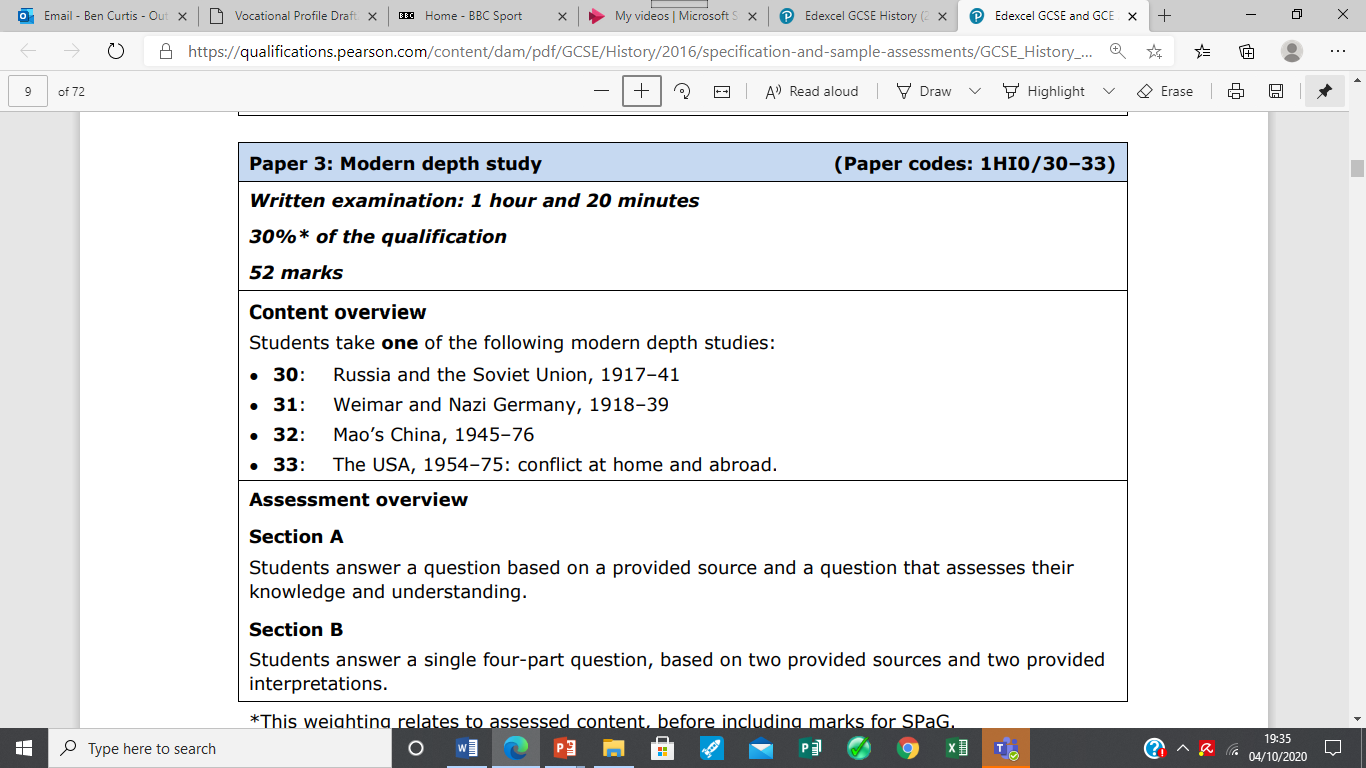 Email - Ben Curtis - Out
Vocational Profile Draft.
BBC Home - BBC Sport
My videos | Microsoft S
Edexcel GCSE History (2
Edexcel GCSE and GCE
https://qualifications.pearson.com/content/dam/pdf/GCSE/History/2016/specification-and-sample-assessments/GCSE_History_...
9 of 72
Read aloud
Draw
Highlight
Erase
Paper 3: Modern depth study (Paper codes: 1HI0/30–33)
Written examination: 1 hour and 20 minutes
30%* of the qualification
52 marks
Content overview
Students take one of the following modern depth studies:
• 30: Russia and the Soviet Union, 1917–41
• 31: Weimar and Nazi Germany, 1918–39
• 32: Mao’s China, 1945–76
• 33: The USA, 1954–75: conflict at home and abroad.
Assessment overview
Section A
Students answer a question based on a provided source and a question that assesses their
knowledge and understanding.
Section B
Students answer a single four-part question, based on two provided sources and two provided
interpretations.
*This weighting relates to assessed content, before including marks for SPaG.
Type here to search
19:35
04/10/2020